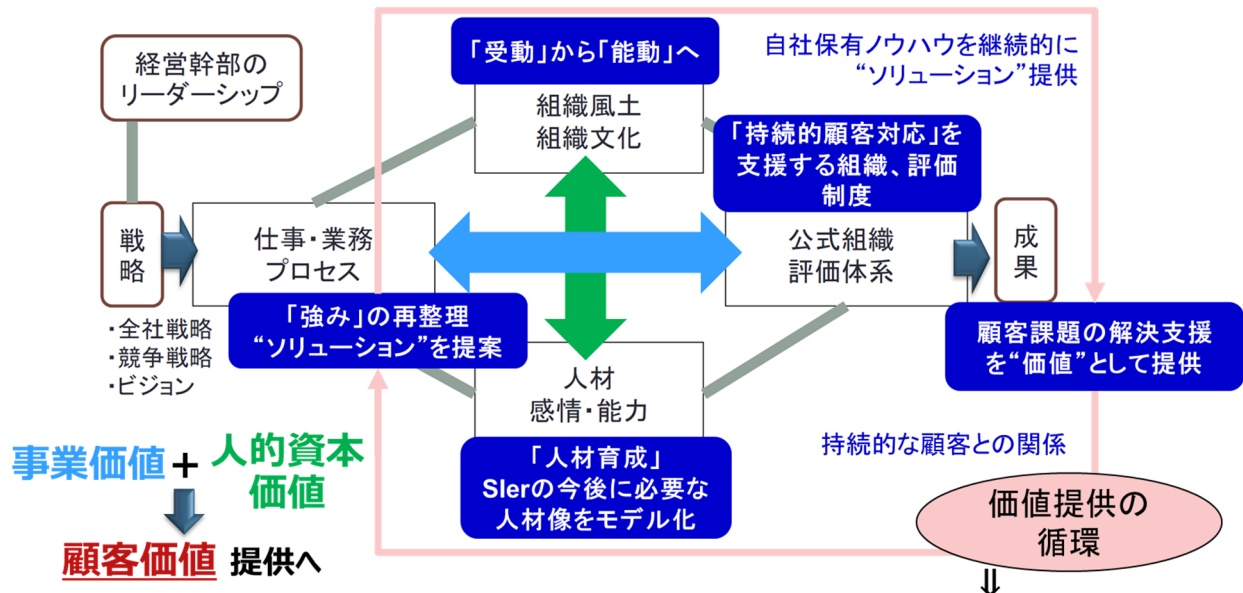 経営幹部の
リーダーシップ
「受動」から「能動」へ
組織風土
組織文化
自社保有ノウハウを継続的に
“ソリューション”提供
「持続的顧客対応」を
支援する組織、評価
制度
戦
略
仕事・業務
プロセス
公式組織
評価体系
成
果
・全社戦略
・競争戦略
・ビジョン
「強み」の再整理
“ソリューション”を提案
顧客課題の解決支援
を“価値”として提供
人材
感情・能力
「人材育成」
SIerの今後に必要な
人材像をモデル化
持続的な顧客との関係
事業価値+人的資本
価値
顧客価値 提供へ
価値提供の
循環
⇓